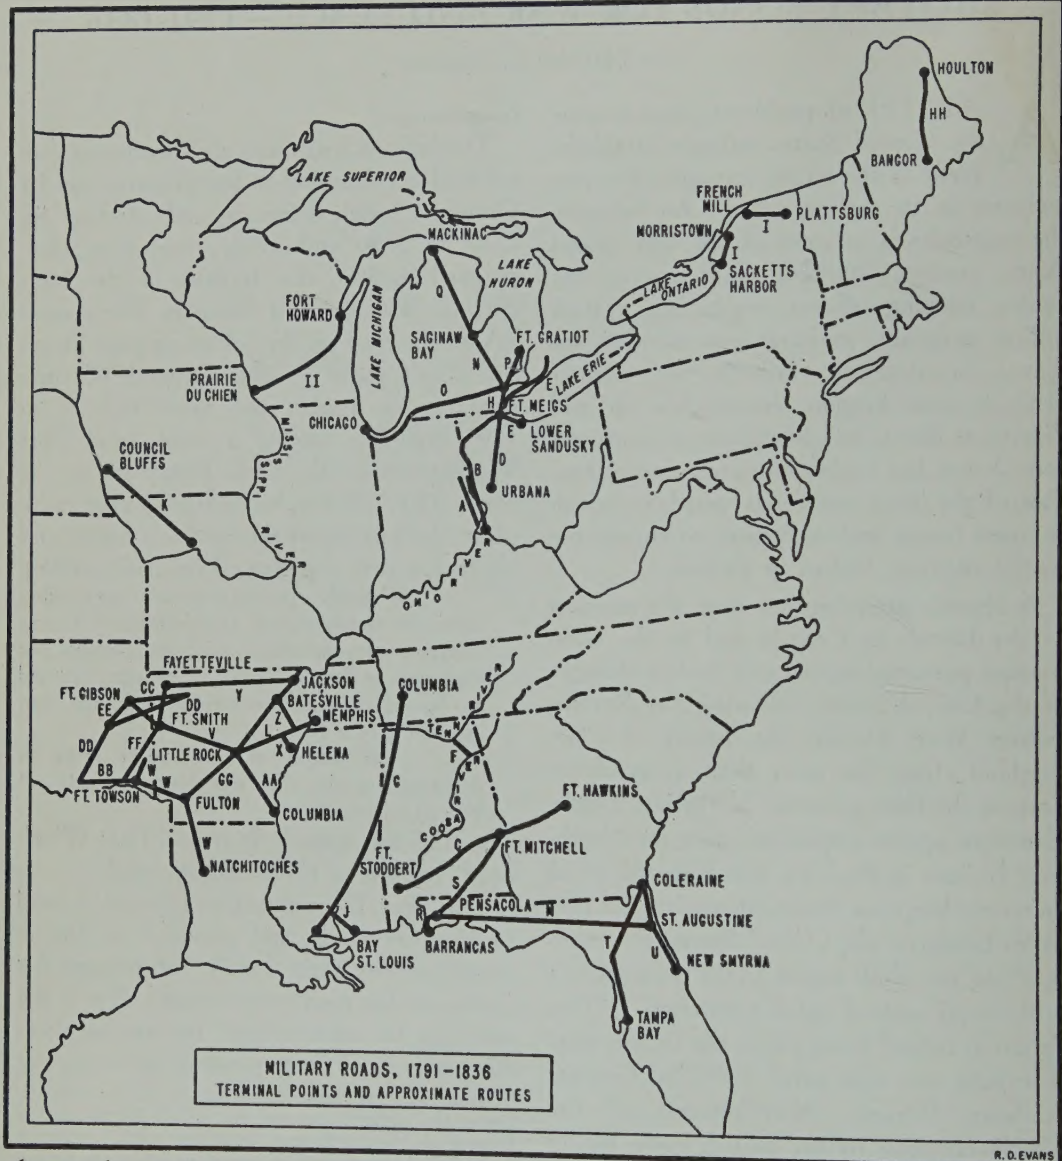 HOULTON
HH
BANGOR
FRENCH
MILL
PLATTSBURG
I
MORRISTOWN
I
SACKETTS
HARBOR
LAKE
ONTARIO
LAKE SUPERIOR
MACKINAC
LAKE
HURON
Q
LAKE MICHIGAN
FORT
HOWARD
SAGINAW
BAY
FT. GRATIOT
P
N
LAKE ERIE
E
PRAIRIE
DU CHIEN
II
O
H
FT. MEIGS
CHICAGO
E
LOWER
SANDUSKY
MISSISSIPPI RIVER
COUNCIL
BLUFFS
D
B
URBANA
K
A
OHIO RIVER
FAYETTEVILLE
JACKSON
COLUMBIA
FT. GIBSON
CC
Y
BATESVILLE
EE
DD
FT. SMITH
Z
MEMPHIS
TENN RIVER
V
L
DD
FF
LITTLE ROCK
X
HELENA
F
BB
W
W
GG
AA
G
FT. TOWSON
FULTON
COLUMBIA
COOSA RIVER
FT. HAWKINS
W
FT.
STODDERT
C
FT. MITCHELL
NATCHITOCHES
S
COLERAINE
J
R
PENSACOLA
M
ST. AUGUSTINE
BAY
ST. LOUIS
BARRANCAS
T
U
NEW SMYRNA
TAMPA
BAY
MILITARY ROADS, 1791-1836
TERMINAL POINTS AND APPROXIMATE ROUTES
R.D.EVANS